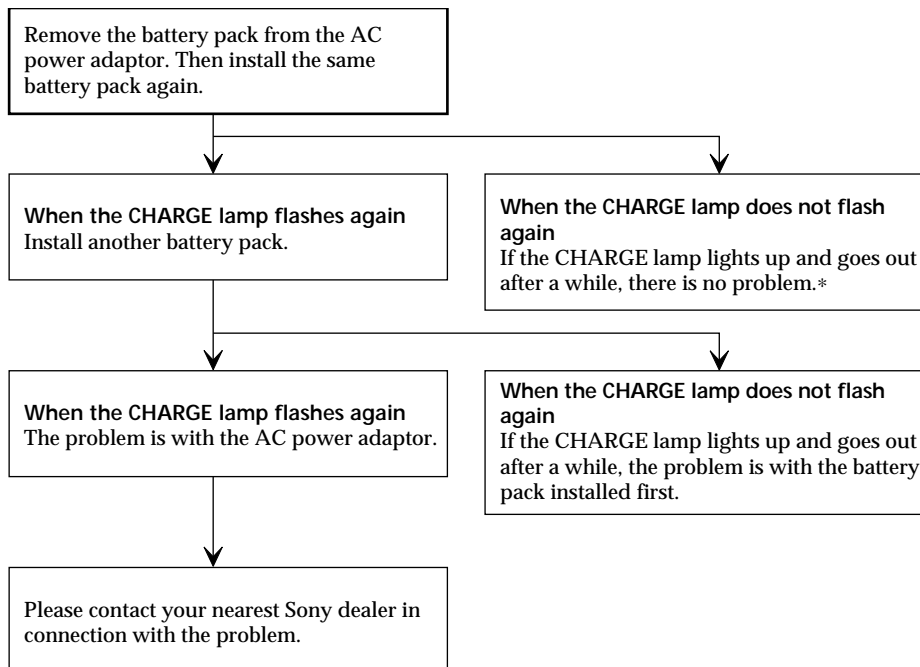 Remove the battery pack from the AC
power adaptor. Then install the same
battery pack again.
When the CHARGE lamp flashes again
Install another battery pack.
When the CHARGE lamp does not flash
again
If the CHARGE lamp lights up and goes out
after a while, there is no problem.*
When the CHARGE lamp flashes again
The problem is with the AC power adaptor.
When the CHARGE lamp does not flash
again
If the CHARGE lamp lights up and goes out
after a while, the problem is with the battery
pack installed first.
Please contact your nearest Sony dealer in
connection with the problem.